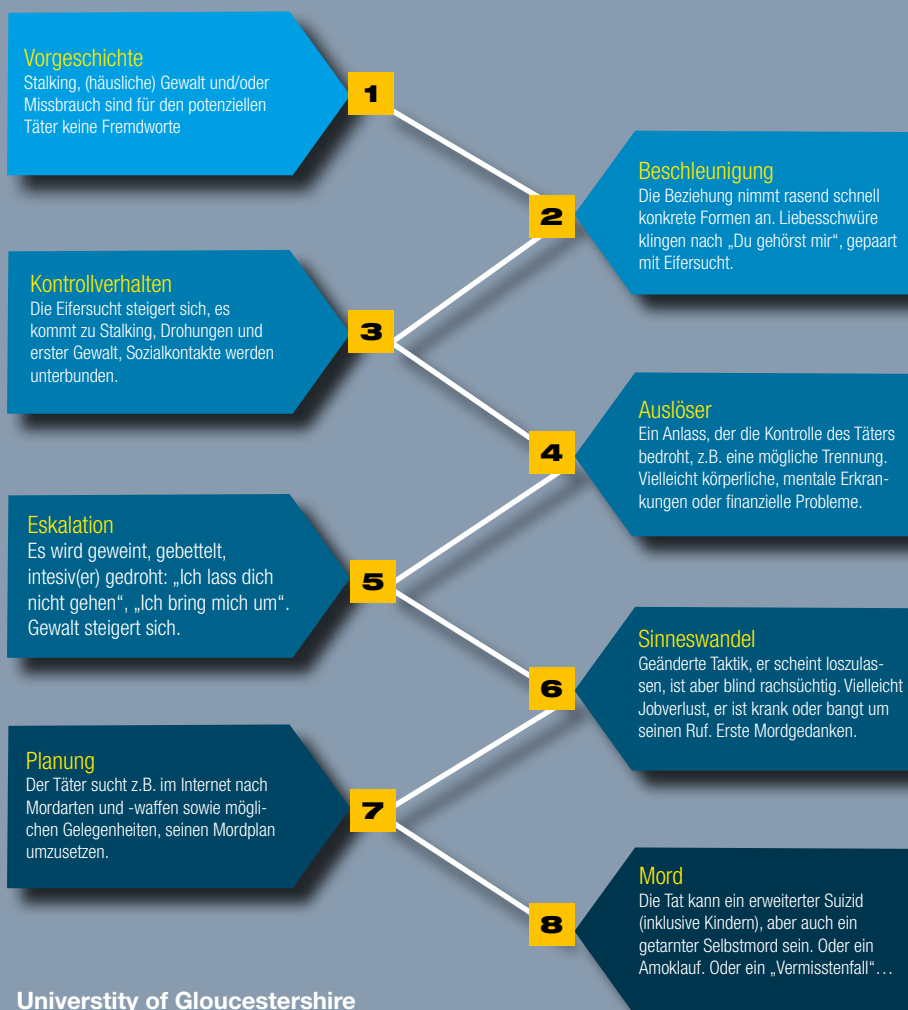 Vorgeschichte
Stalking, (häusliche) Gewalt und/oder
Missbrauch sind für den potenziellen
Täter keine Fremdworte
1
Beschleunigung
Die Beziehung nimmt rasend schnell
konkrete Formen an. Liebesschwüre
klingen nach „Du gehörst mir“, gepaart
mit Eifersucht.
2
Kontrollverhalten
Die Eifersucht steigert sich, es
kommt zu Stalking, Drohungen und
erster Gewalt, Sozialkontakte werden
unterbunden.
3
Auslöser
Ein Anlass, der die Kontrolle des Täters
bedroht, z.B. eine mögliche Trennung.
Vielleicht körperliche, mentale Erkran-
kungen oder finanzielle Probleme.
4
Eskalation
Es wird geweint, gebettelt,
intesiv(er) gedroht: „Ich lass dich
nicht gehen“, „Ich bring mich um“.
Gewalt steigert sich.
5
Sinneswandel
Geänderte Taktik, er scheint loszulas-
sen, ist aber blind rachsüchtig. Vielleicht
Jobverlust, er ist krank oder bangt um
seinen Ruf. Erste Mordgedanken.
6
Planung
Der Täter sucht z.B. im Internet nach
Mordarten und -waffen sowie mögli-
chen Gelegenheiten, seinen Mordplan
umzusetzen.
7
Mord
Die Tat kann ein erweiterter Suizid
(inklusive Kindern), aber auch ein
getarnter Selbstmord sein. Oder ein
Amoklauf. Oder ein „Vermisstenfall“…
8
Universtity of Gloucestershire